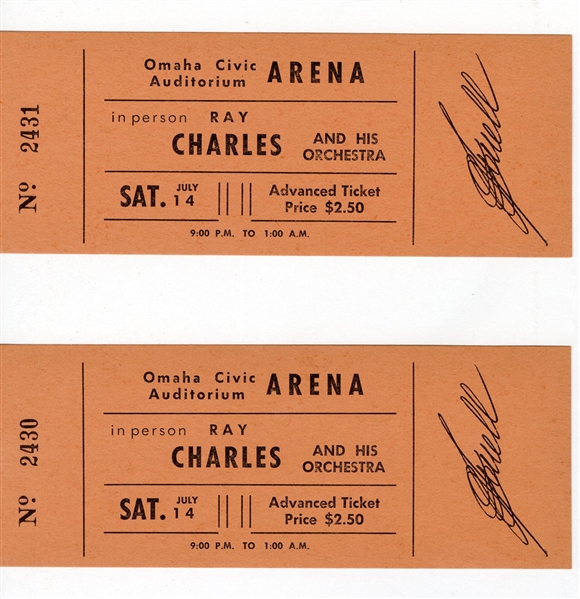 Nº 2431
Omaha Civic Auditorium ARENA
in person RAY
CHARLES AND HIS ORCHESTRA
SAT. JULY 14 Advanced Ticket Price $2.50
9:00 P.M. TO 1:00 A.M.
Nº 2430
Omaha Civic Auditorium ARENA
in person RAY
CHARLES AND HIS ORCHESTRA
SAT. JULY 14 Advanced Ticket Price $2.50
9:00 P.M. TO 1:00 A.M.